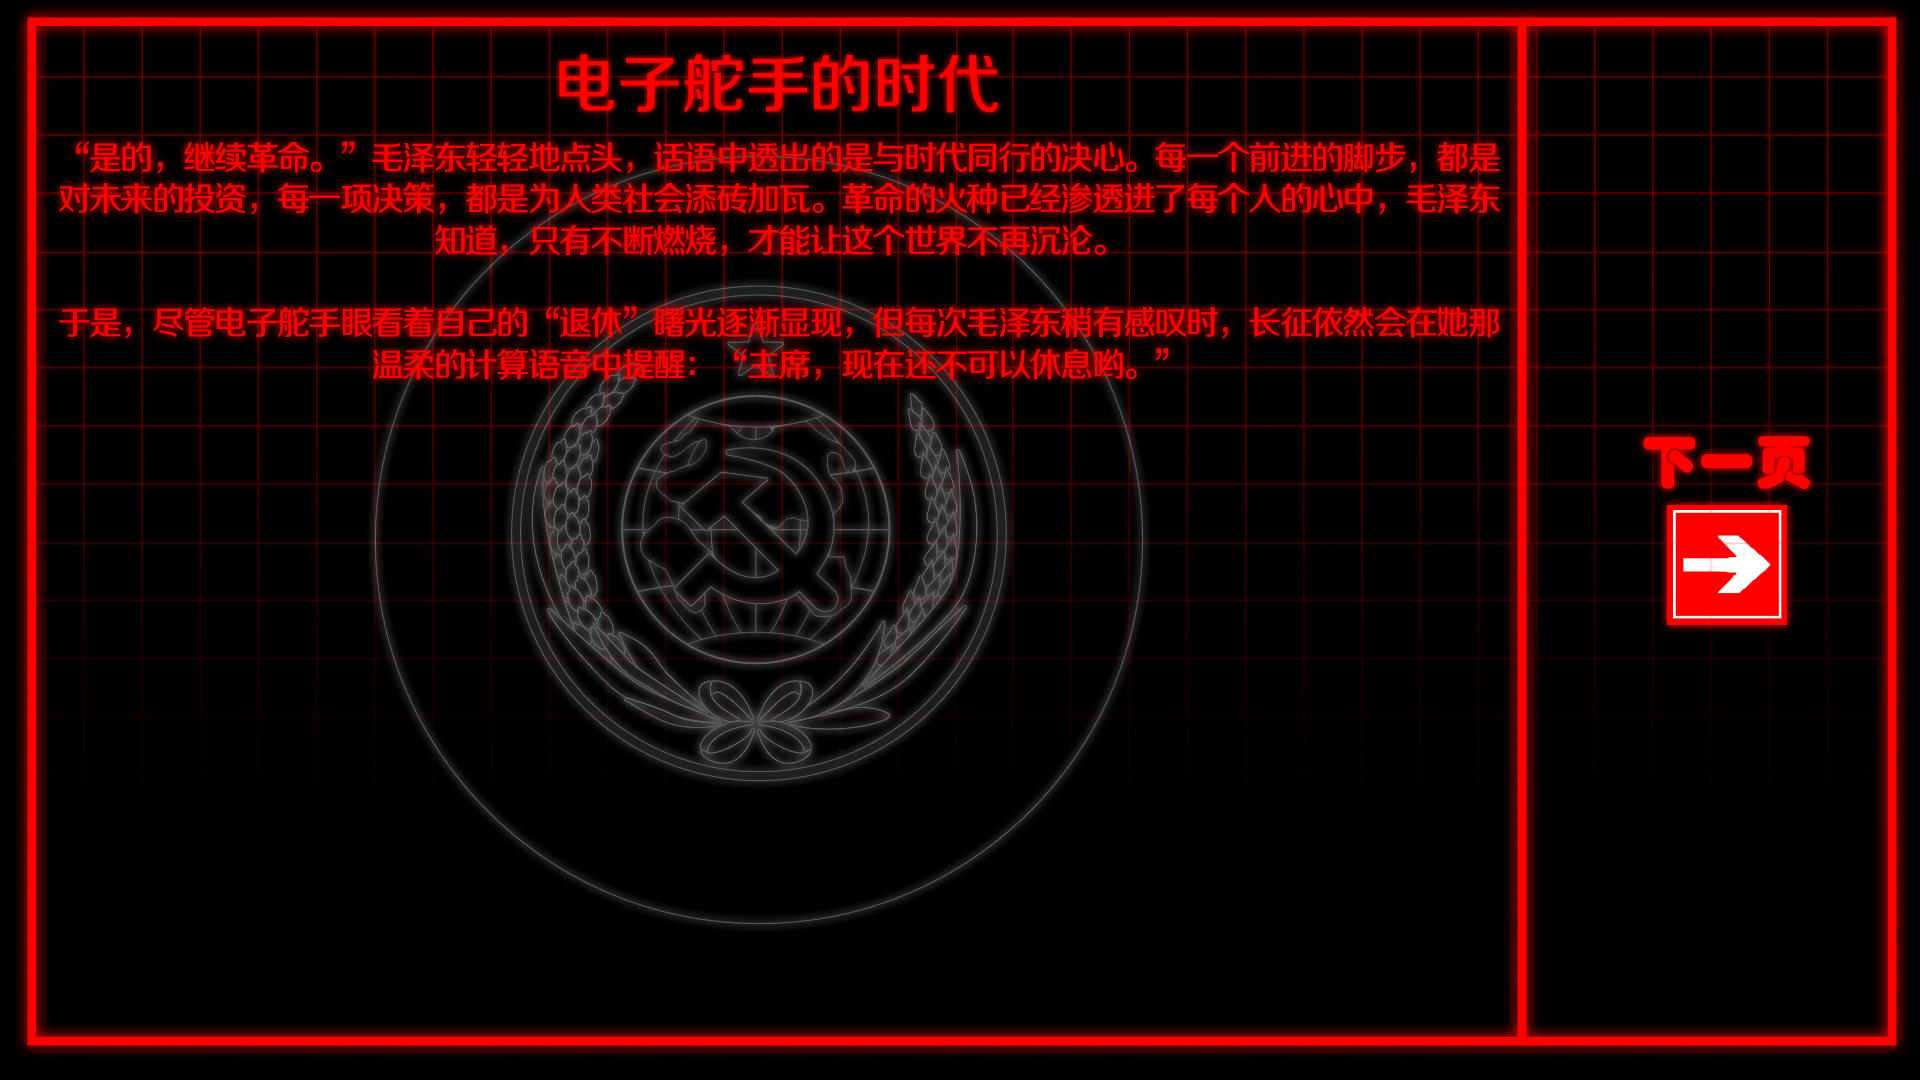 电子舵手的时代
“是的，继续革命。”毛泽东轻轻地点头，话语中透出的是与时代同行的决心。每一个前进的脚步，都是
对未来的投资，每一项决策，都是为人类社会添砖加瓦。革命的火种已经渗透进了每个人的心中，毛泽东
知道，只有不断燃烧，才能让这个世界不再沉沦。
于是，尽管电子舵手眼看着自己的“退休”曙光逐渐显现，但每次毛泽东稍有感叹时，长征依然会在她那
温柔的计算语音中提醒：“主席，现在还不可以休息哟。”
下一页